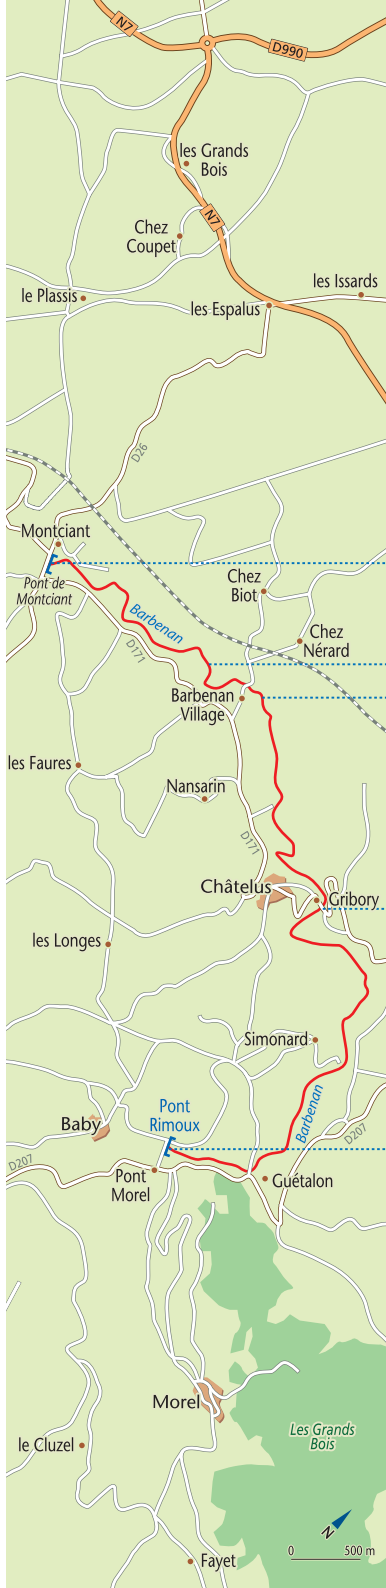 N7
D990
les Grands
Bois
N7
Chez
Coupet
les Issards
le Plassis
les Espalus
D26
Montciant
Pont de
Montciant
Chez
Biot
Barbenan
Chez
Nérard
D171
Barbenan
Village
les Faures
Nansarin
D171
Châtelus
Gribory
les Longes
Simonard
Pont
Rimoux
Barbenan
Baby
D207
D207
Pont
Morel
Guétalon
Morel
Les Grands
Bois
le Cluzel
N
0 500 m
Fayet